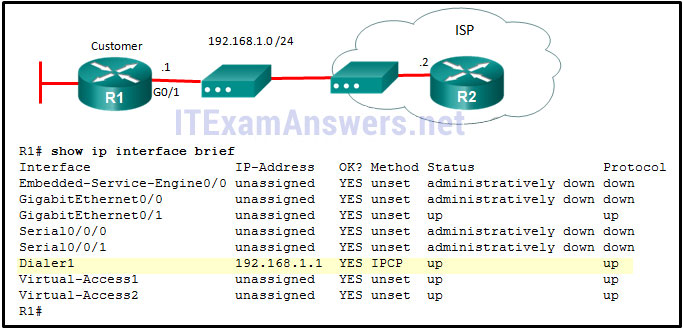 Customer
192.168.1.0 /24
ISP
.1
.2
R1
G0/1
R2
ITExamAnswers.net
R1# show ip interface brief
Interface IP-Address OK? Method Status Protocol
Embedded-Service-Engine0/0 unassigned YES unset administratively down down
GigabitEthernet0/0 unassigned YES unset administratively down down
GigabitEthernet0/1 unassigned YES unset up up
Serial0/0/0 unassigned YES unset administratively down down
Serial0/0/1 unassigned YES unset administratively down down
Dialer1 192.168.1.1 YES IPCP up up
Virtual-Access1 unassigned YES unset up up
Virtual-Access2 unassigned YES unset up up
R1#